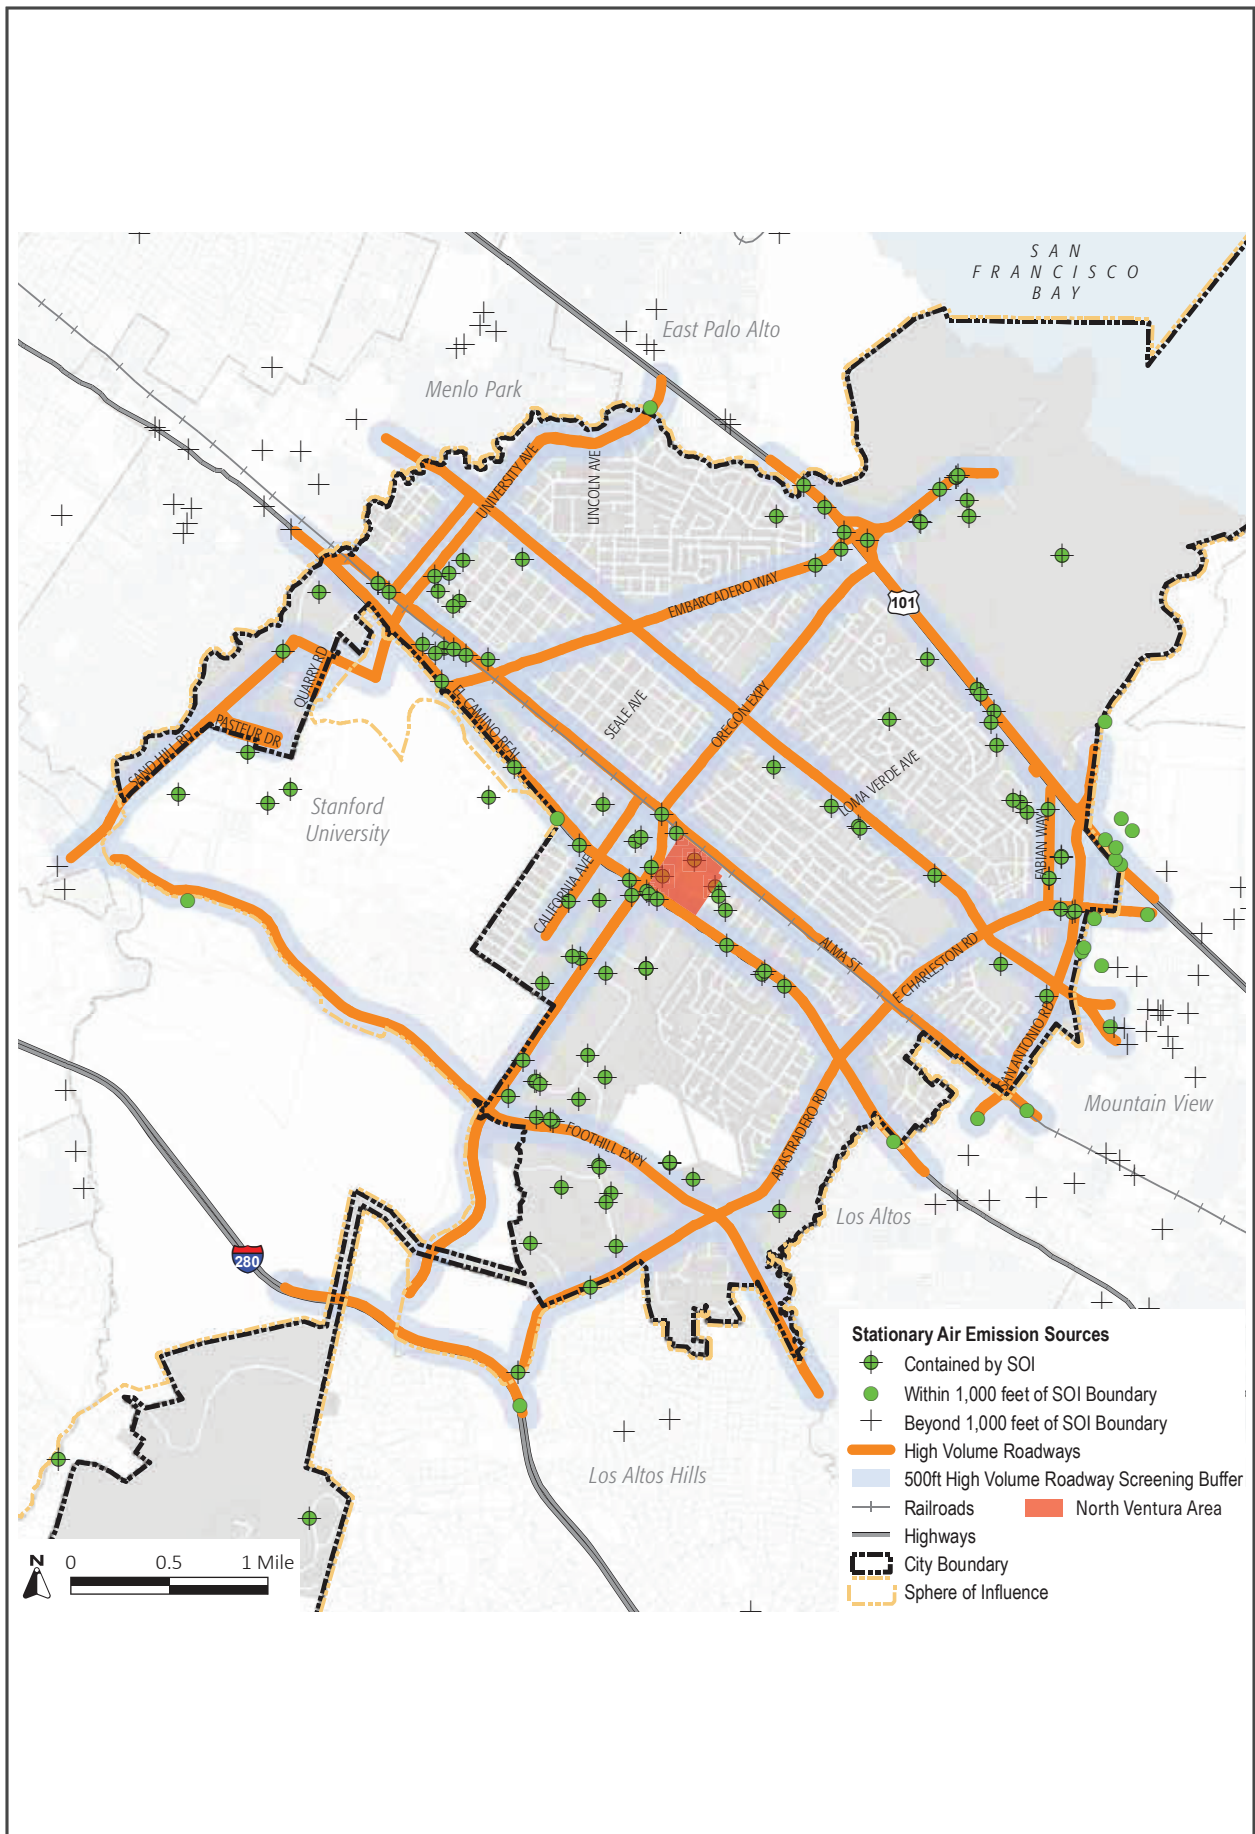 SAN
FRANCISCO
BAY
East Palo Alto
Menlo Park
UNIVERSITY AVE
LINCOLN AVE
EMBARCADERO WAY
101
QUARRY RD
SEALE AVE
OREGON EXPY
EL CAMINO REAL
PASTEUR DR
SAND HILL RD
LOMA VERDE AVE
Stanford
University
FABIAN WAY
CALIFORNIA AVE
ALMA ST
E CHARLESTON RD
SAN ANTONIO RD
Mountain View
ARASTRADERO RD
FOOTHILL EXPY
Los Altos
280
Los Altos Hills
Stationary Air Emission Sources
Contained by SOI
Within 1,000 feet of SOI Boundary
Beyond 1,000 feet of SOI Boundary
High Volume Roadways
500ft High Volume Roadway Screening Buffer
Railroads North Ventura Area
Highways
City Boundary
Sphere of Influence
N 0 0.5 1 Mile